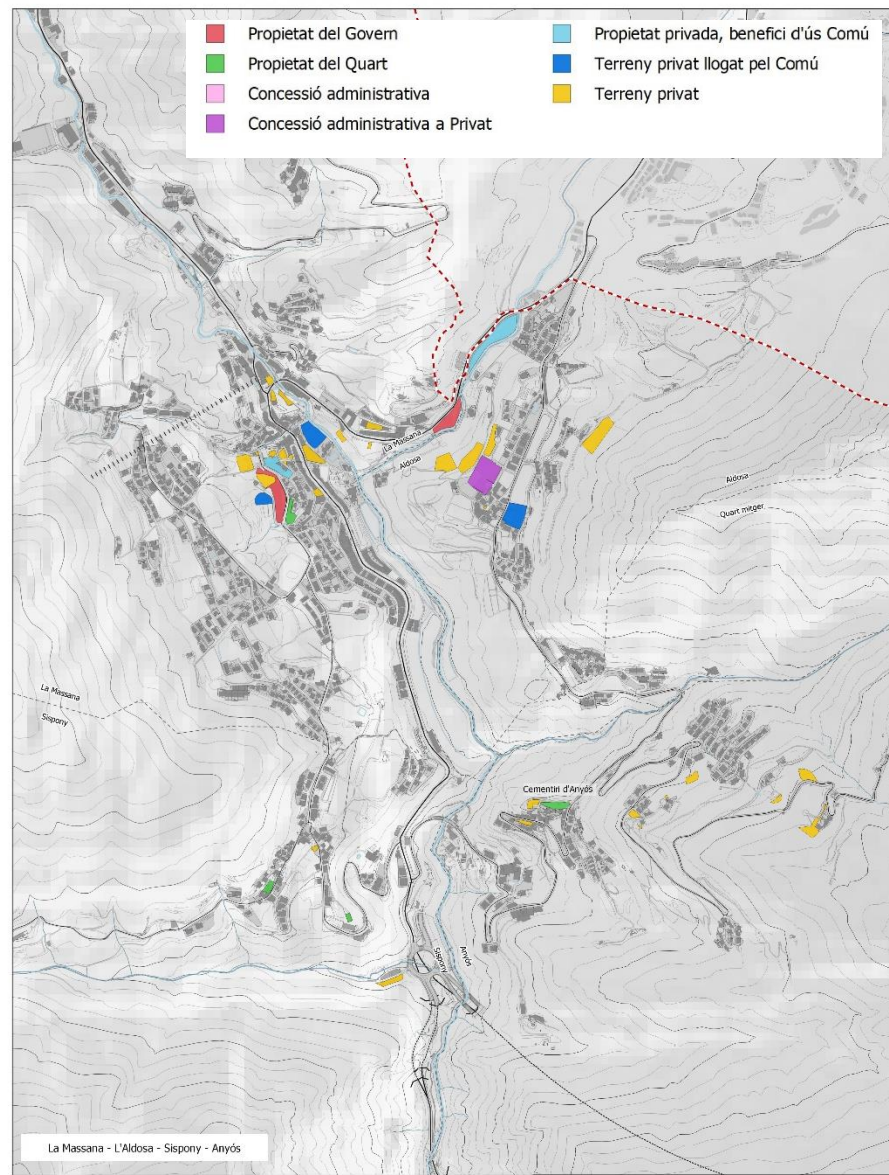 Propietat del Govern
Propietat del Quart
Concessió administrativa
Concessió administrativa a Privat
Propietat privada, benefici d'ús Comú
Terreny privat llogat pel Comú
Terreny privat
La Massana
Aldosa
Aldosa
Quart mitger
La Massana
Sispony
Cementiri d'Anyós
Sispony
Anyós
La Massana - L'Aldosa - Sispony - Anyós